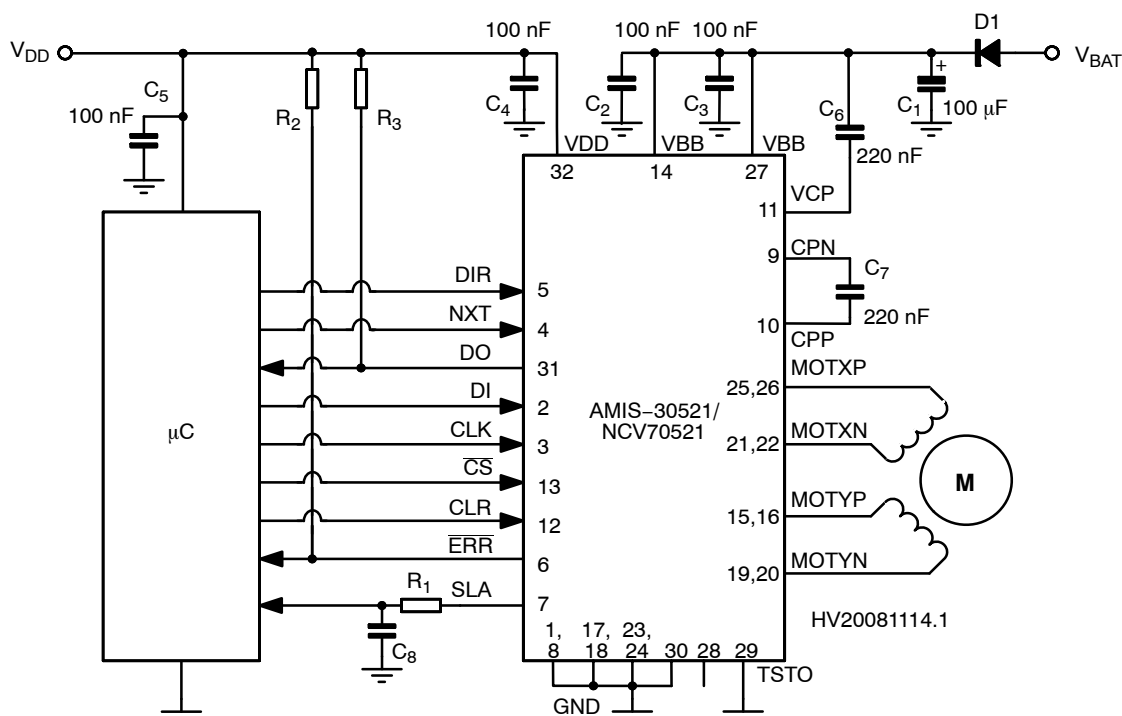 D1
100 nF
100 nF 100 nF
VDD
VBAT
C5
100 nF
R2
R3
C4
C2
C3
C6
C1
+
100 μF
220 nF
VDD
VBB
VBB
32
14
27
11
VCP
9
CPN
C7
220 nF
10
CPP
DIR
5
NXT
4
DO
31
DI
2
CLK
3
CS
13
CLR
12
ERR
6
R1
SLA
7
C8
μC
AMIS−30521/
NCV70521
MOTXP
25,26
MOTXN
21,22
M
MOTYP
15,16
MOTYN
19,20
HV20081114.1
1, 17, 23,
8 18 24 30 28 29
TSTO
GND